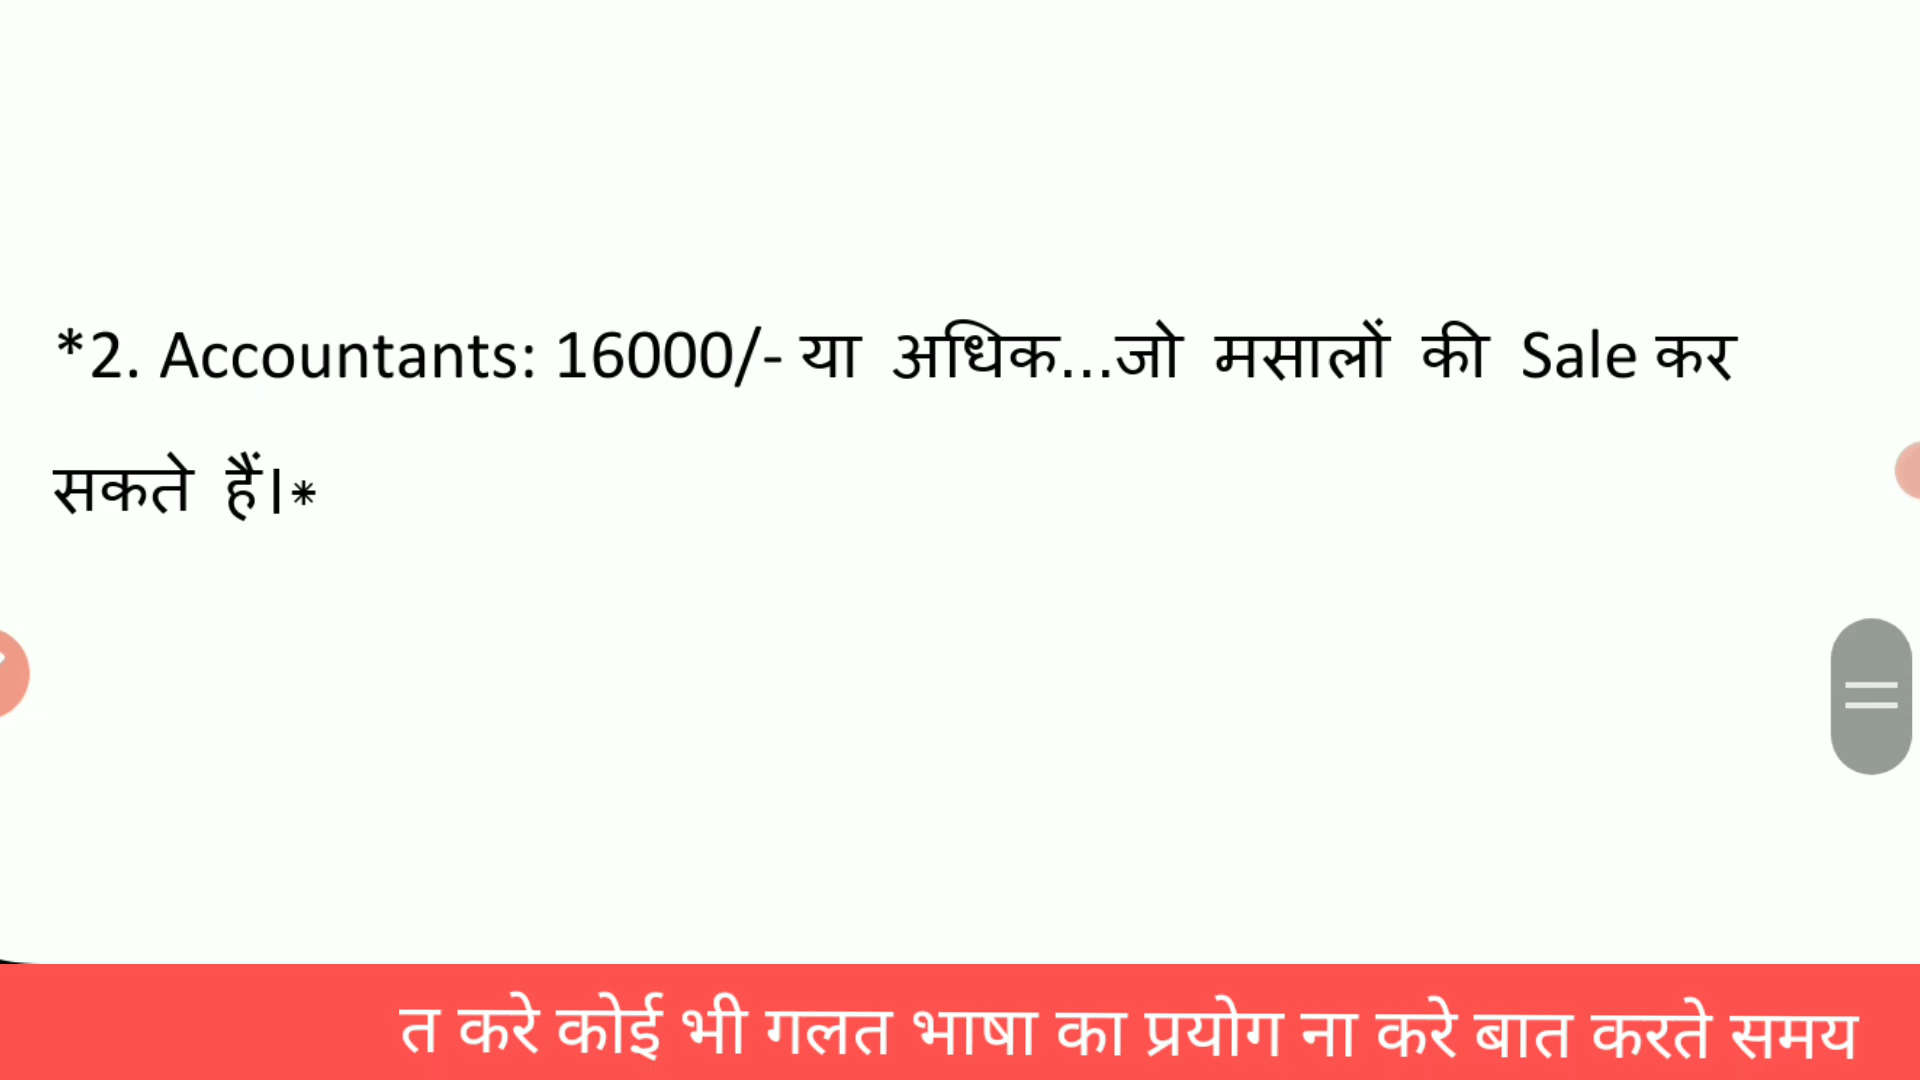 *2. Accountants: 16000/- या अधिक...जो मसालों की Sale कर
सकते हैं।*
त करे कोई भी गलत भाषा का प्रयोग ना करे बात करते समय